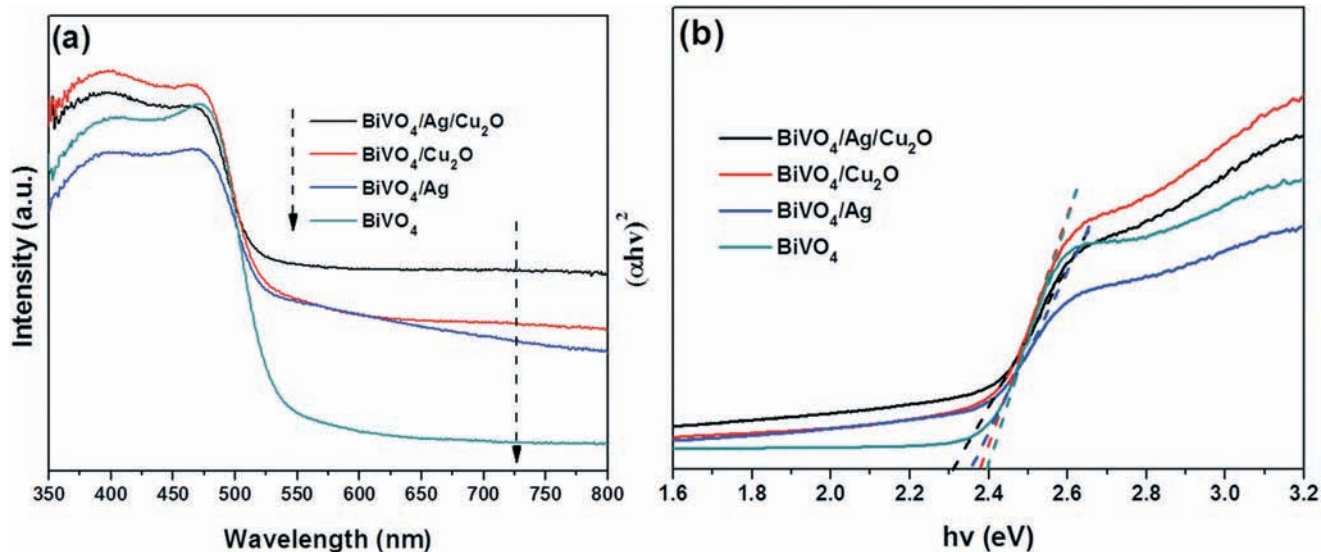 (a)
BiVO₄/Ag/Cu₂O
BiVO₄/Cu₂O
BiVO₄/Ag
BiVO₄
Intensity (a.u.)
350 400 450 500 550 600 650 700 750 800
Wavelength (nm)
(b)
BiVO₄/Ag/Cu₂O
BiVO₄/Cu₂O
BiVO₄/Ag
BiVO₄
(αhν)²
1.6 1.8 2.0 2.2 2.4 2.6 2.8 3.0 3.2
hν (eV)